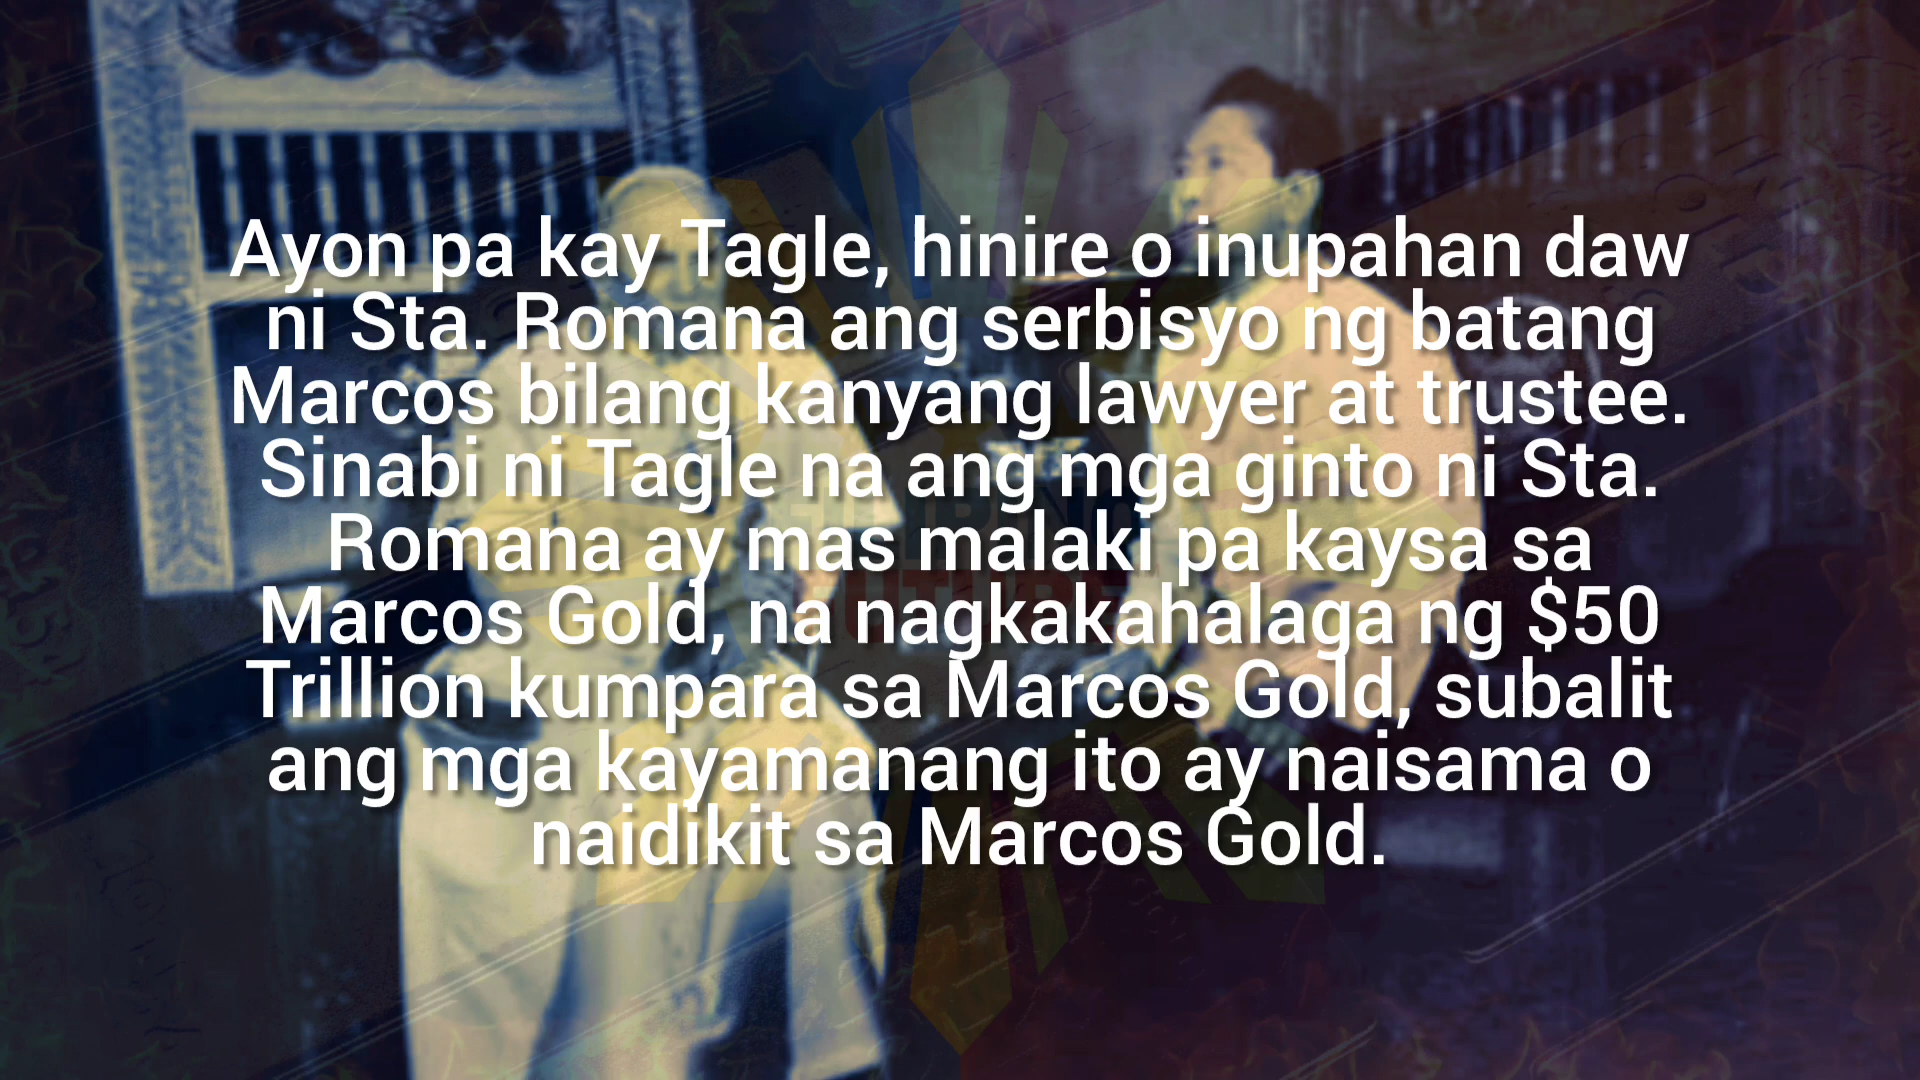 Ayon pa kay Tagle, hinire o inupahan daw
ni Sta. Romana ang serbisyo ng batang
Marcos bilang kanyang lawyer at trustee.
Sinabi ni Tagle na ang mga ginto ni Sta.
Romana ay mas malaki pa kaysa sa
Marcos Gold, na nagkakahalaga ng $50
Trillion kumpara sa Marcos Gold, subalit
ang mga kayamanang ito ay naisama o
naidikit sa Marcos Gold.
FILIPINO
FUTURE